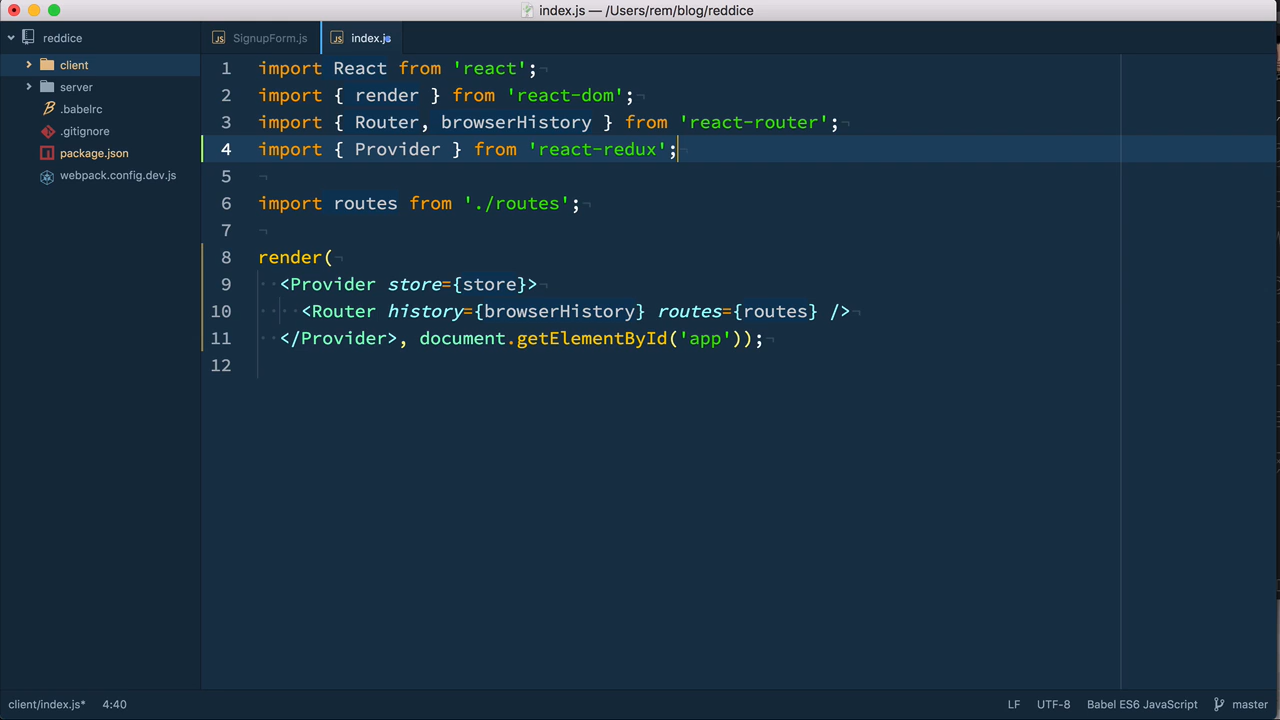 index.js — /Users/rem/blog/reddice
reddice
client
server
.babelrc
.gitignore
package.json
webpack.config.dev.js
JS SignupForm.js
JS index.js
1 import React from 'react';
2 import { render } from 'react-dom';
3 import { Router, browserHistory } from 'react-router';
4 import { Provider } from 'react-redux';
5
6 import routes from './routes';
7
8 render(
9 <Provider store={store}>
10 <Router history={browserHistory} routes={routes} />
11 </Provider>, document.getElementById('app'));
12
client/index.js* 4:40
LF UTF-8 Babel ES6 JavaScript master